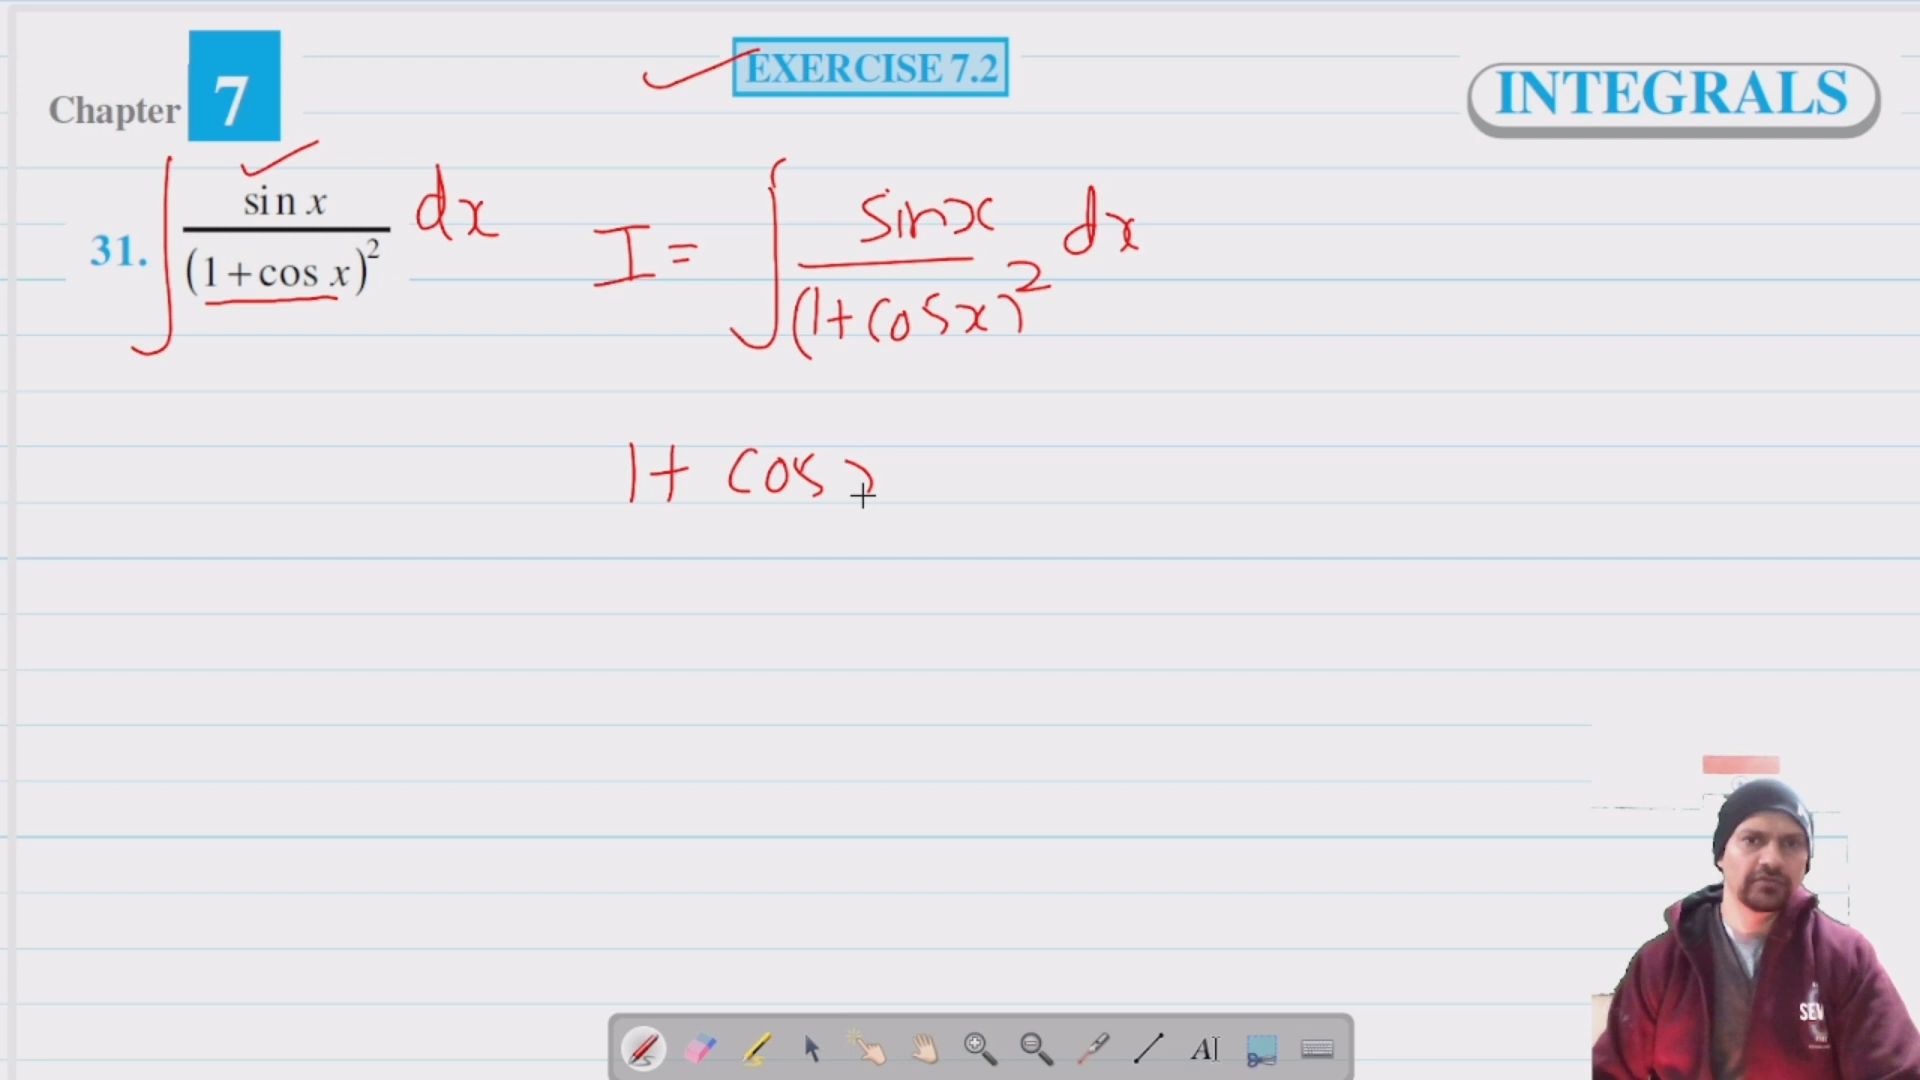 Chapter 7
EXERCISE 7.2
INTEGRALS
31. ∫ sin x / (1 + cos x)² dx
I = ∫ sinx / (1+cosx)² dx
1+ cos
SEV